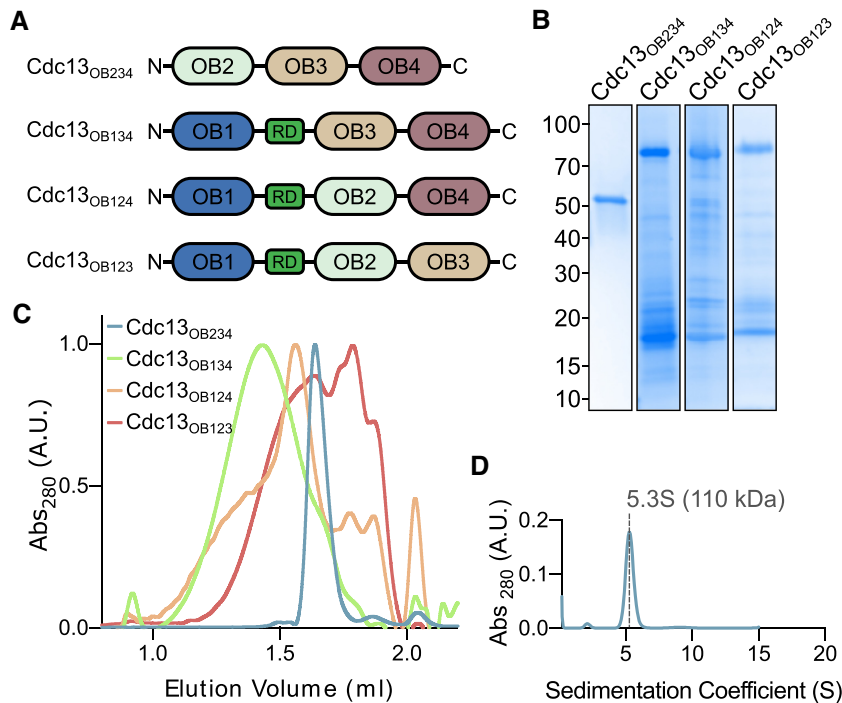 A
Cdc13OB234 N OB2 OB3 OB4 C
Cdc13OB134 N OB1 RD OB3 OB4 C
Cdc13OB124 N OB1 RD OB2 OB4 C
Cdc13OB123 N OB1 RD OB2 OB3 C
B
Cdc13OB234
Cdc13OB134
Cdc13OB124
Cdc13OB123
100
70
50
40
30
20
15
10
C
Cdc13OB234
Cdc13OB134
Cdc13OB124
Cdc13OB123
1.0
0.5
0.0
Abs280 (A.U.)
1.0 1.5 2.0
Elution Volume (ml)
D
5.3S (110 kDa)
0.2
0.1
0.0
Abs 280 (A.U.)
5 10 15 20
Sedimentation Coefficient (S)